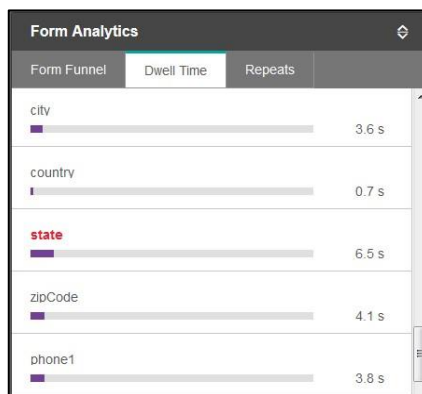 Form Analytics
Form Funnel Dwell Time Repeats
city
3.6 s
country
0.7 s
state
6.5 s
zipCode
4.1 s
phone1
3.8 s